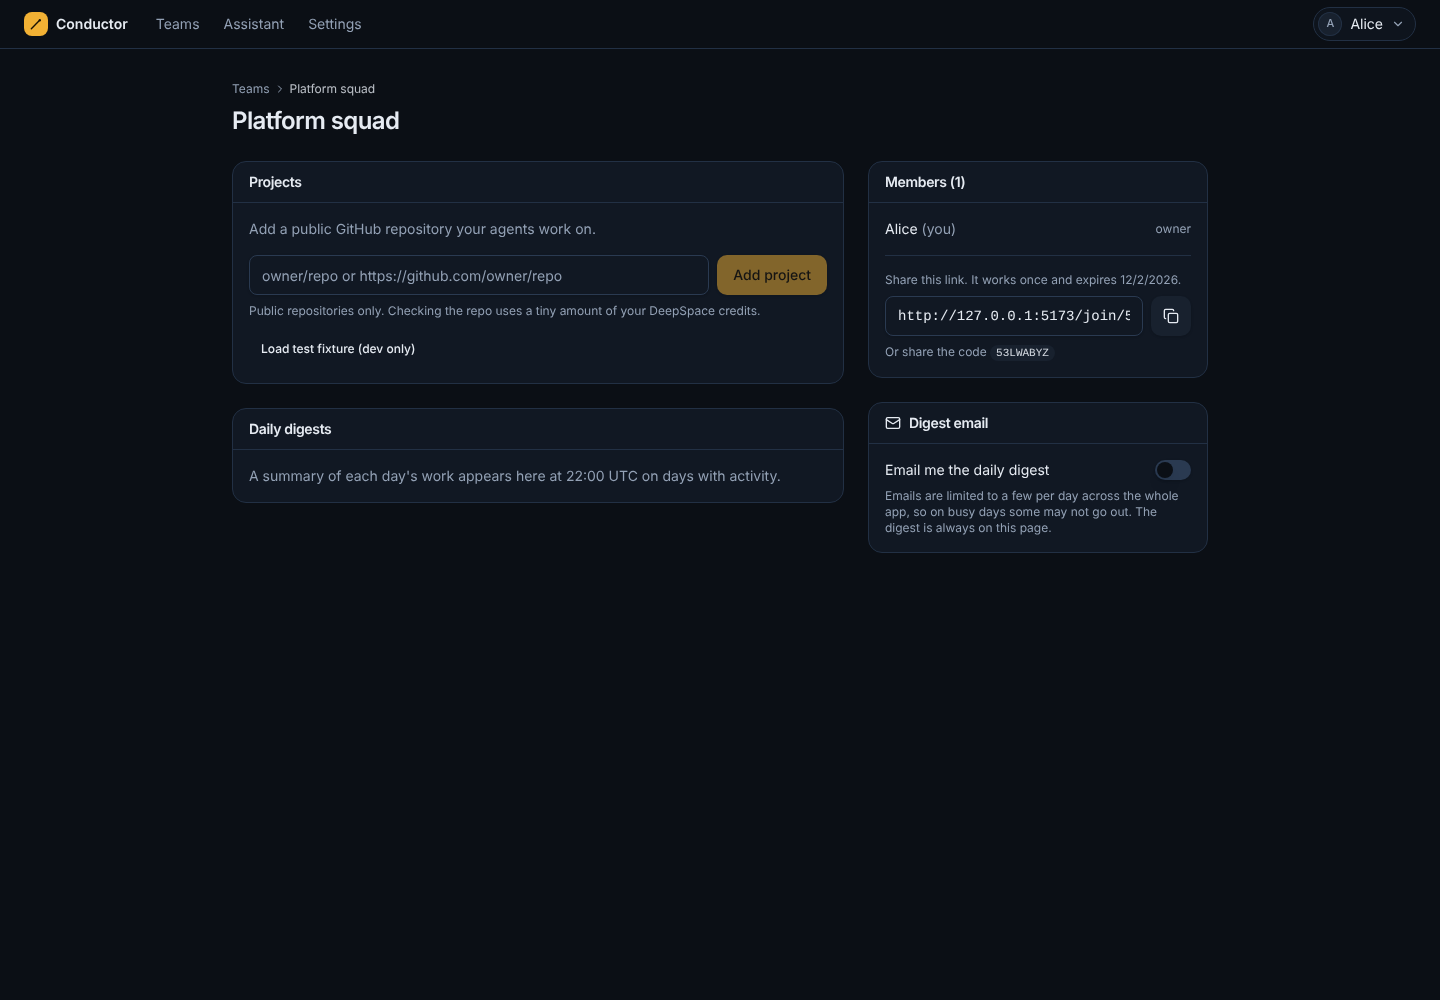 Conductor
Teams
Assistant
Settings
A
Alice
Teams > Platform squad
Platform squad
Projects
Add a public GitHub repository your agents work on.
owner/repo or https://github.com/owner/repo
Add project
Public repositories only. Checking the repo uses a tiny amount of your DeepSpace credits.
Load test fixture (dev only)
Daily digests
A summary of each day's work appears here at 22:00 UTC on days with activity.
Members (1)
Alice (you)
owner
Share this link. It works once and expires 12/2/2026.
http://127.0.0.1:5173/join/5
Or share the code 53LWABYZ
Digest email
Email me the daily digest
Emails are limited to a few per day across the whole
app, so on busy days some may not go out. The
digest is always on this page.